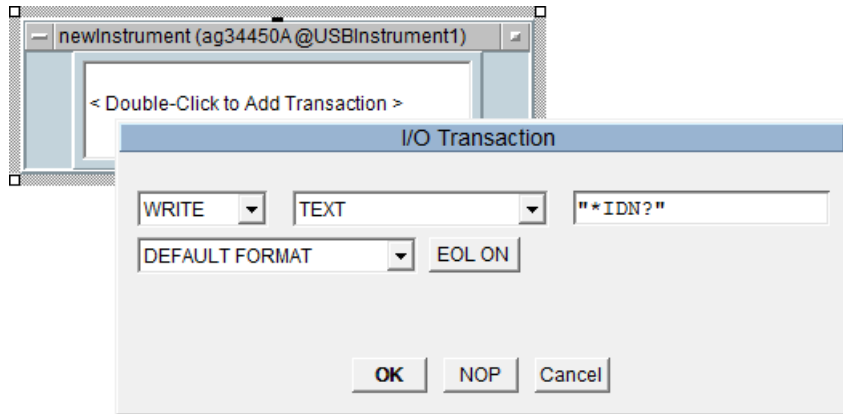 newInstrument (ag34450A@USBInstrument1)
< Double-Click to Add Transaction >
I/O Transaction
WRITE TEXT "*IDN?"
DEFAULT FORMAT EOL ON
OK NOP Cancel